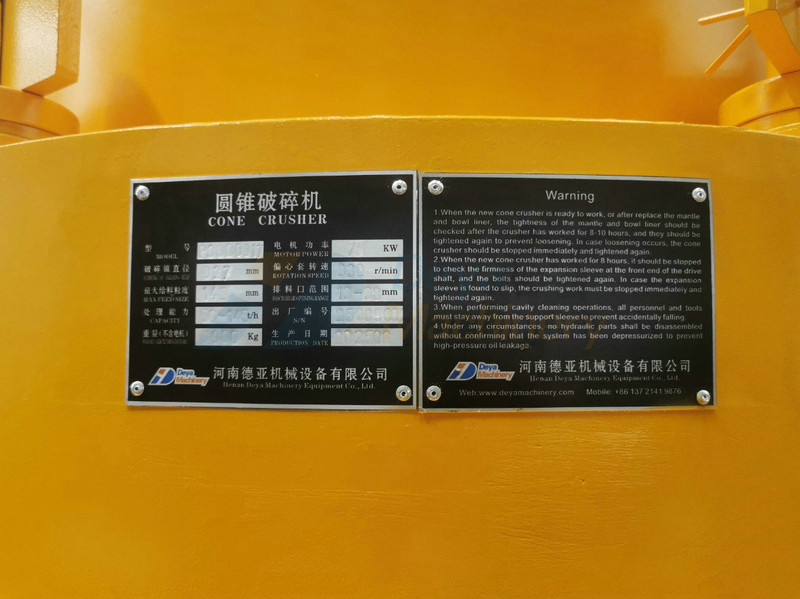 圆锥破碎机
CONE CRUSHER
型 号
MODEL
电机功率
MOTOR POWER
KW
破碎锥直径
mm
偏心套转速
ROTATION SPEED
r/min
最大给料粒度
MAX.FEED SIZE
mm
排料口范围
mm
处理能力
CAPACITY
t/h
出厂编号
S/N
重量(不含电机)
Kg
生产日期
PRODUCTION DATE
Deya
Machinery
河南德亚机械设备有限公司
Henan Deya Machinery Equipment Co., Ltd.
Warning
1.When the new cone crusher is ready to work, or after replace the mantle
and bowl liner, the tightness of the mantle and bowl liner should be
checked after the crusher has worked for 8-10 hours, and they should be
tightened again to prevent loosening. In case loosening occurs, the cone
crusher should be stopped immediately and tightened again.
2.When the new cone crusher has worked for 8 hours, it should be stopped
to check the firmness of the expansion sleeve at the front end of the drive
shaft, and the bolts should be tightened again. In case the expansion
sleeve is found to slip, the crushing work must be stopped immediately and
tightened again.
3.When performing cavity cleaning operations, all personnel and tools
must stay away from the support sleeve to prevent accidentally falling.
4.Under any circumstances, no hydraulic parts shall be disassembled
without confirming that the system has been depressurized to prevent
high-pressure oil leakage.
Deya
Machinery
河南德亚机械设备有限公司
Henan Deya Machinery Equipment Co., Ltd.
Web:www.deyamachinery.com Mobile: +86 137 2141 9876